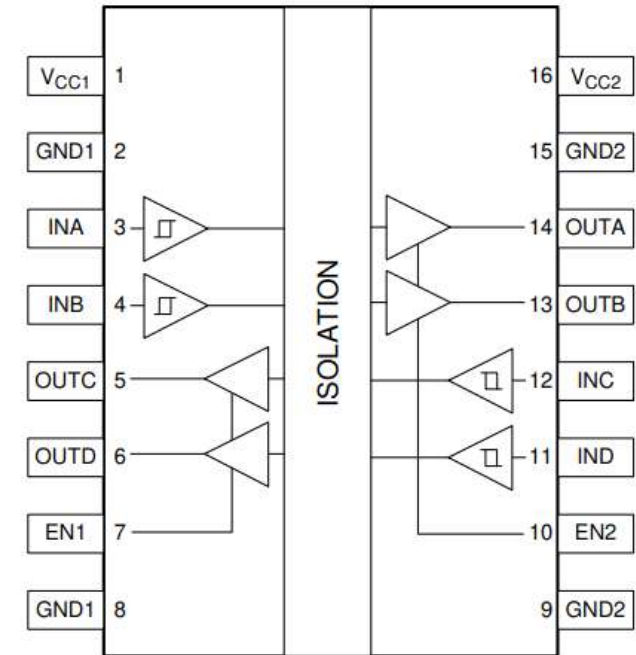 VCC1 1 16 VCC2
GND1 2 15 GND2
INA 3 14 OUTA
INB 4 13 OUTB
OUTC 5 12 INC
OUTD 6 11 IND
EN1 7 10 EN2
GND1 8 9 GND2
ISOLATION